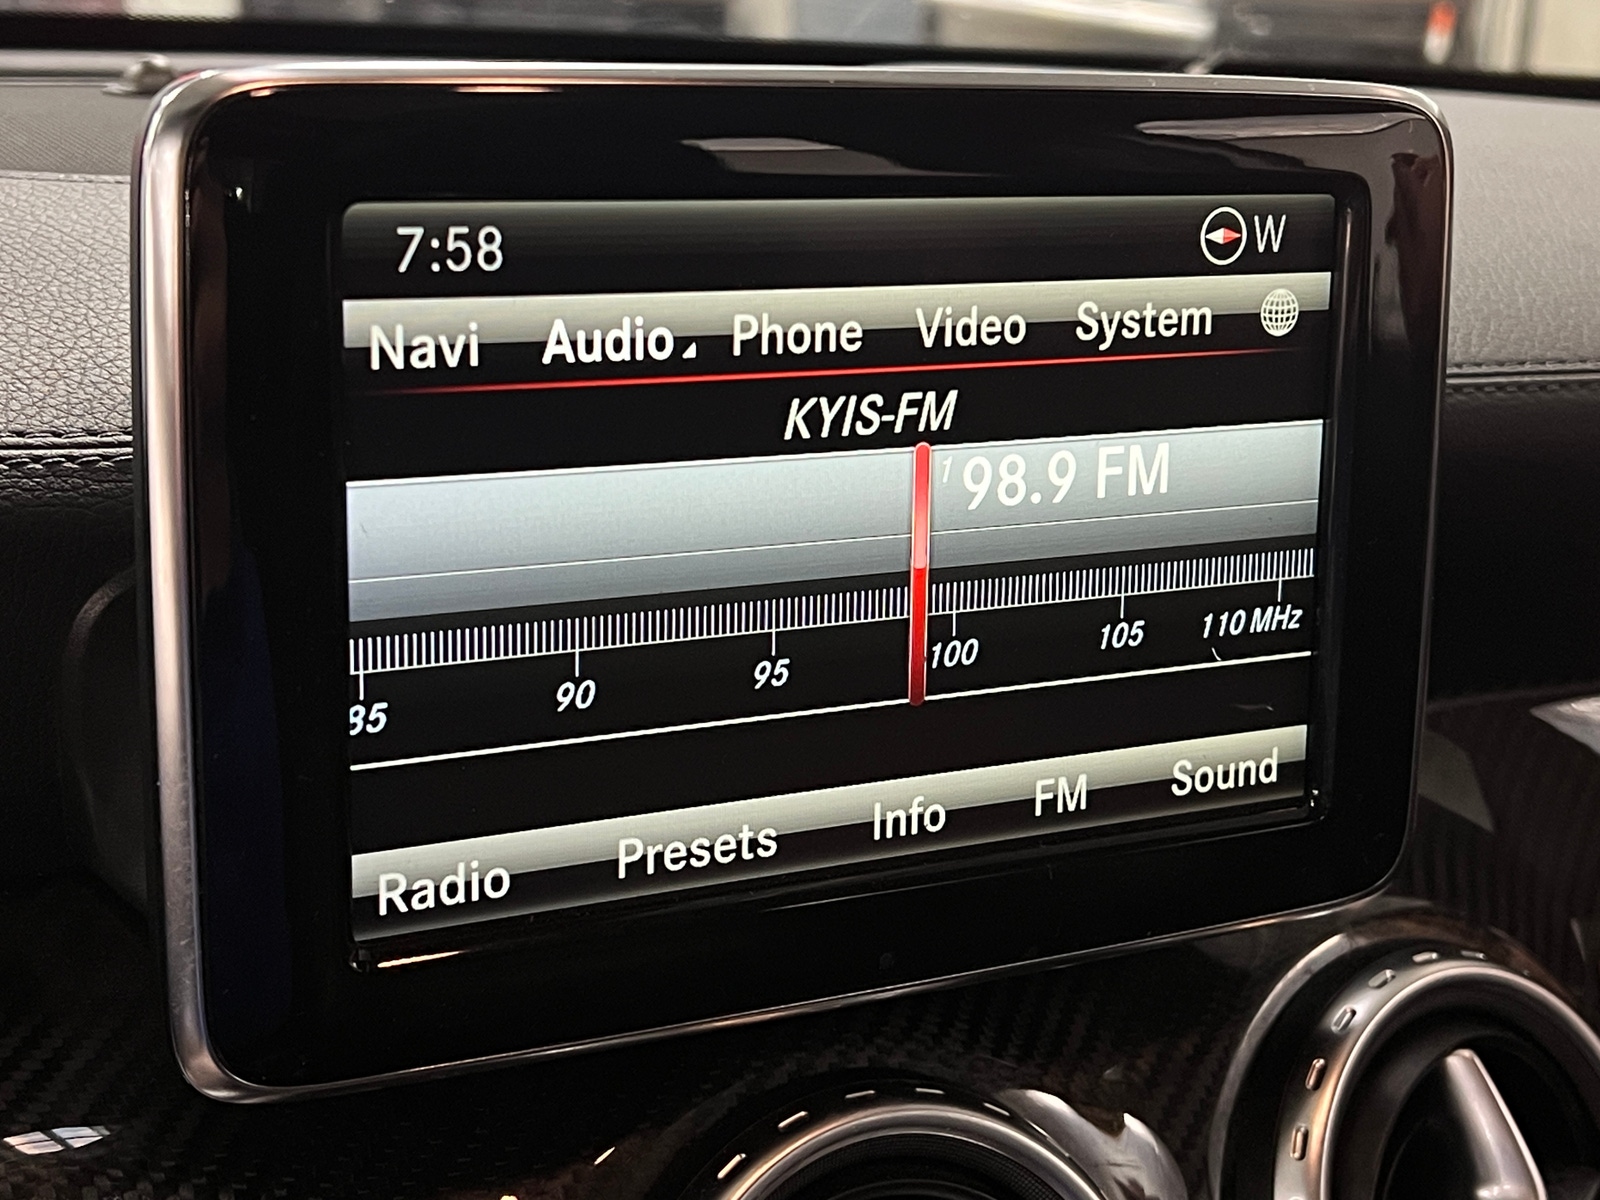 7:58 W
Navi Audio Phone Video System
KYIS-FM
1 98.9 FM
85 90 95 100 105 110 MHz
Radio Presets Info FM Sound